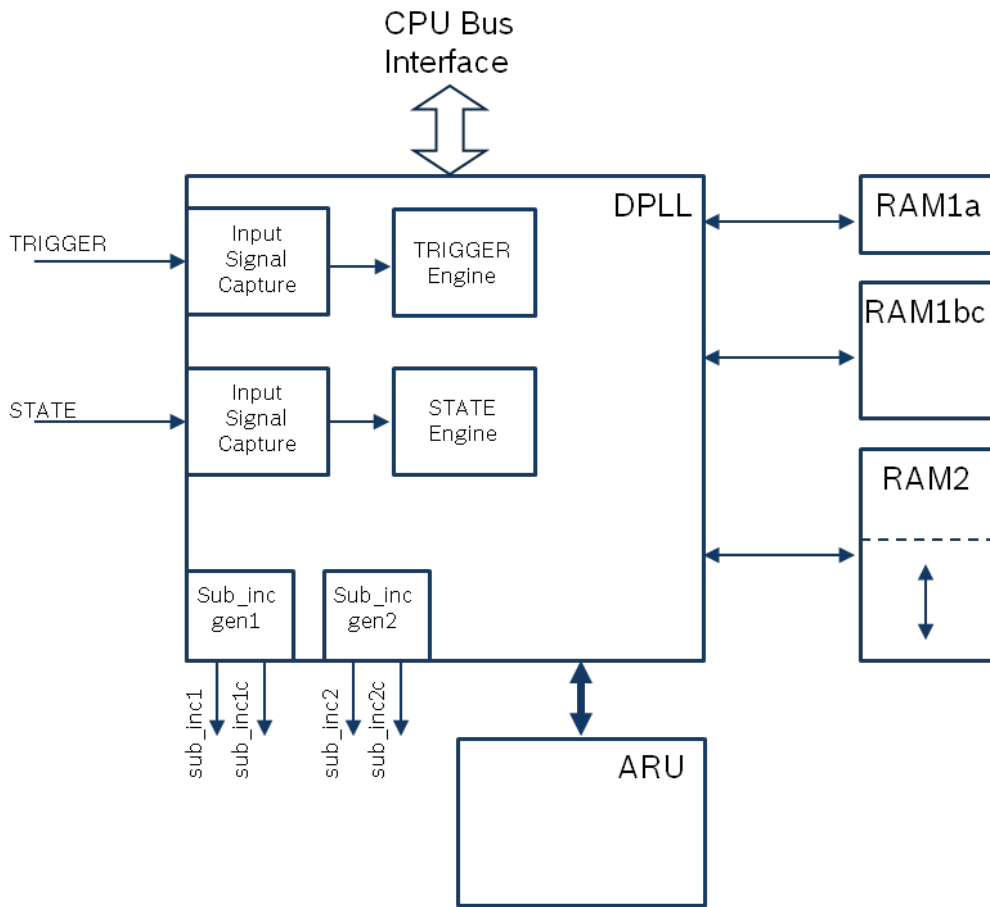 CPU Bus
Interface
DPLL
RAM1a
TRIGGER
Input
Signal
Capture
TRIGGER
Engine
RAM1bc
STATE
Input
Signal
Capture
STATE
Engine
RAM2
Sub_inc
gen1
Sub_inc
gen2
sub_inc1
sub_inc1c
sub_inc2
sub_inc2c
ARU